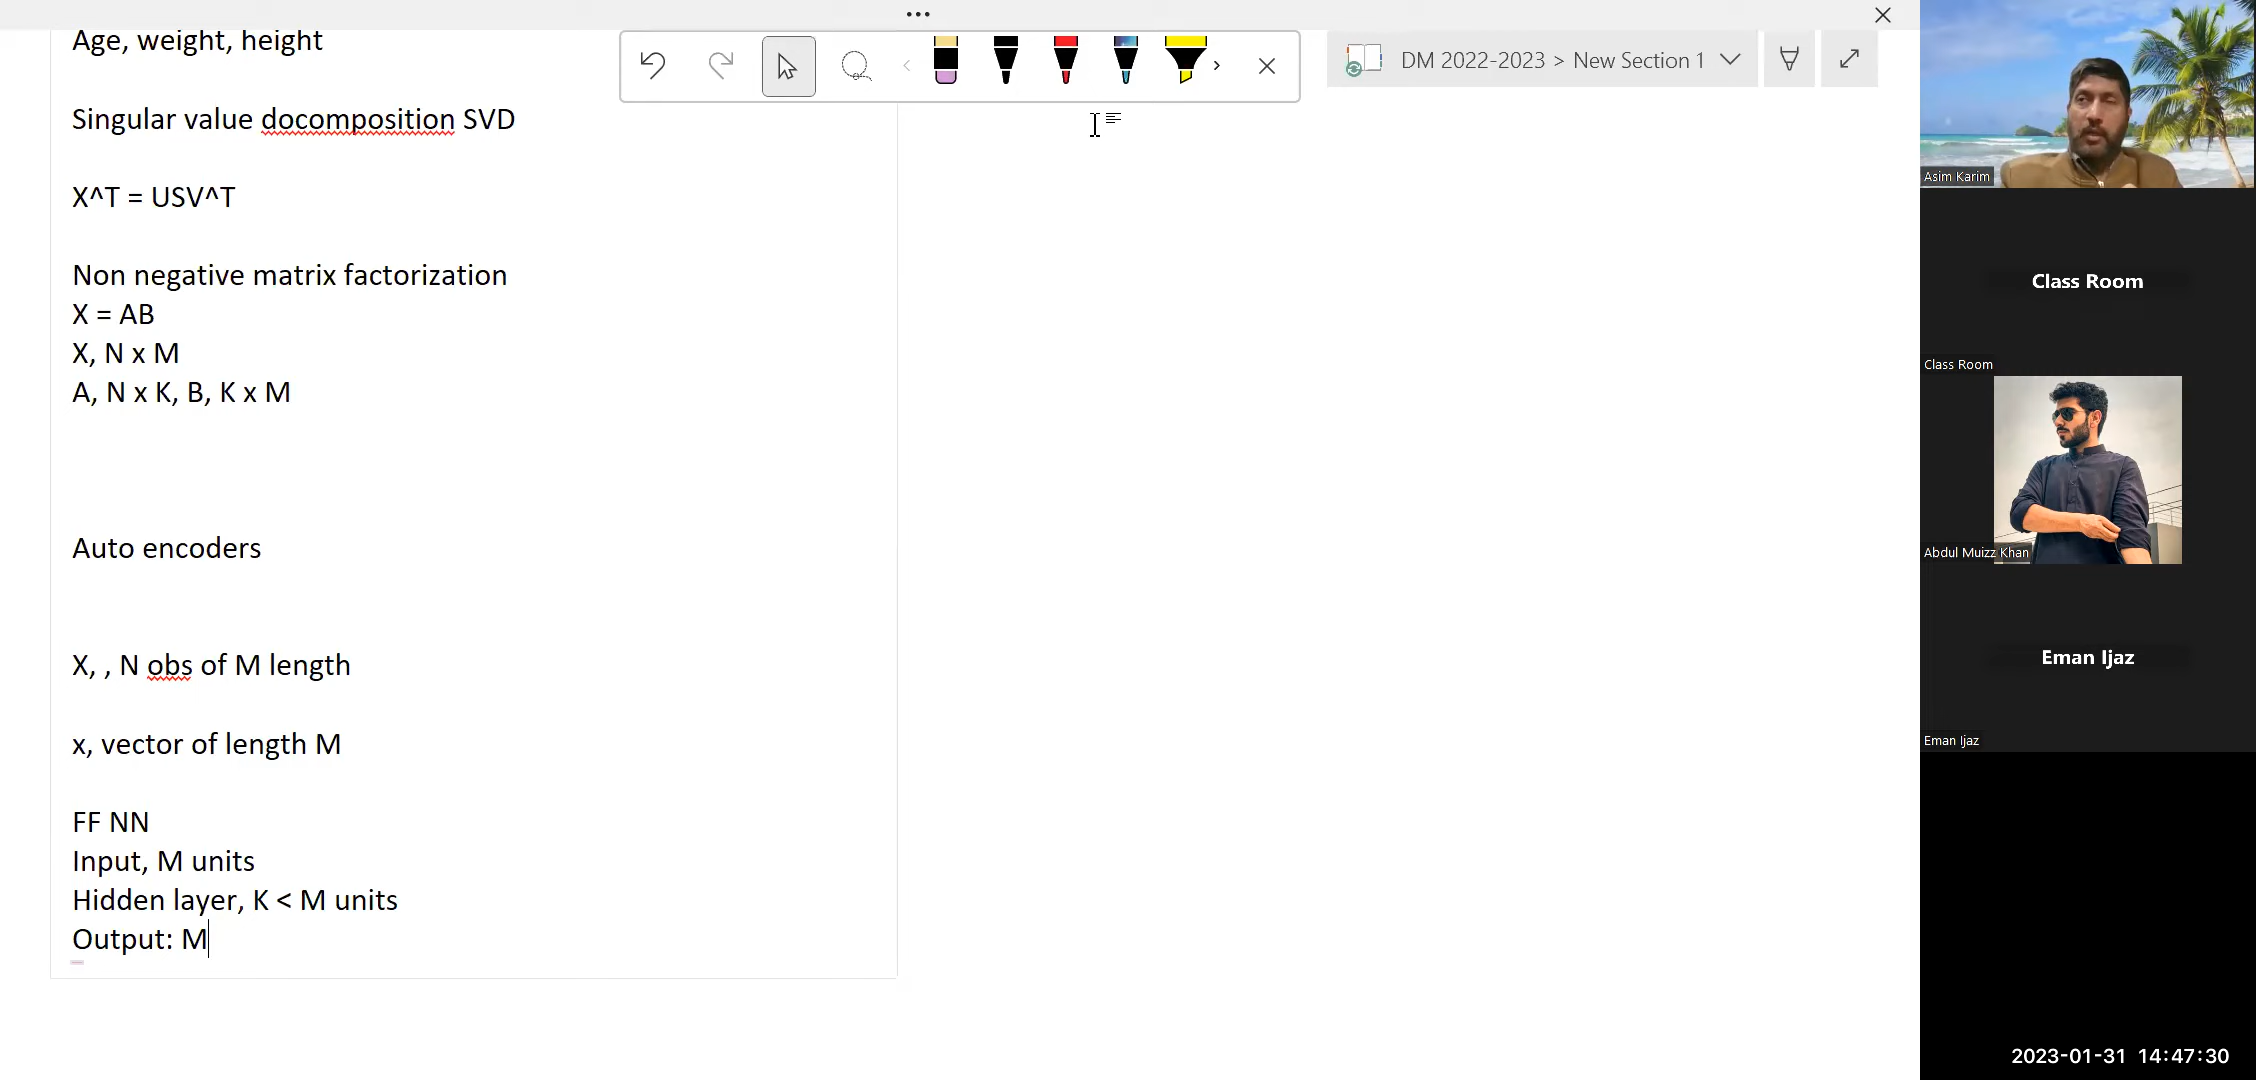 Age, weight, height
Singular value docomposition SVD
X^T = USV^T
Non negative matrix factorization
X = AB
X, N x M
A, N x K, B, K x M
Auto encoders
X, , N obs of M length
x, vector of length M
FF NN
Input, M units
Hidden layer, K < M units
Output: M
DM 2022-2023 > New Section 1
Asim Karim
Class Room
Class Room
Abdul Muizz Khan
Eman Ijaz
Eman Ijaz
2023-01-31 14:47:30